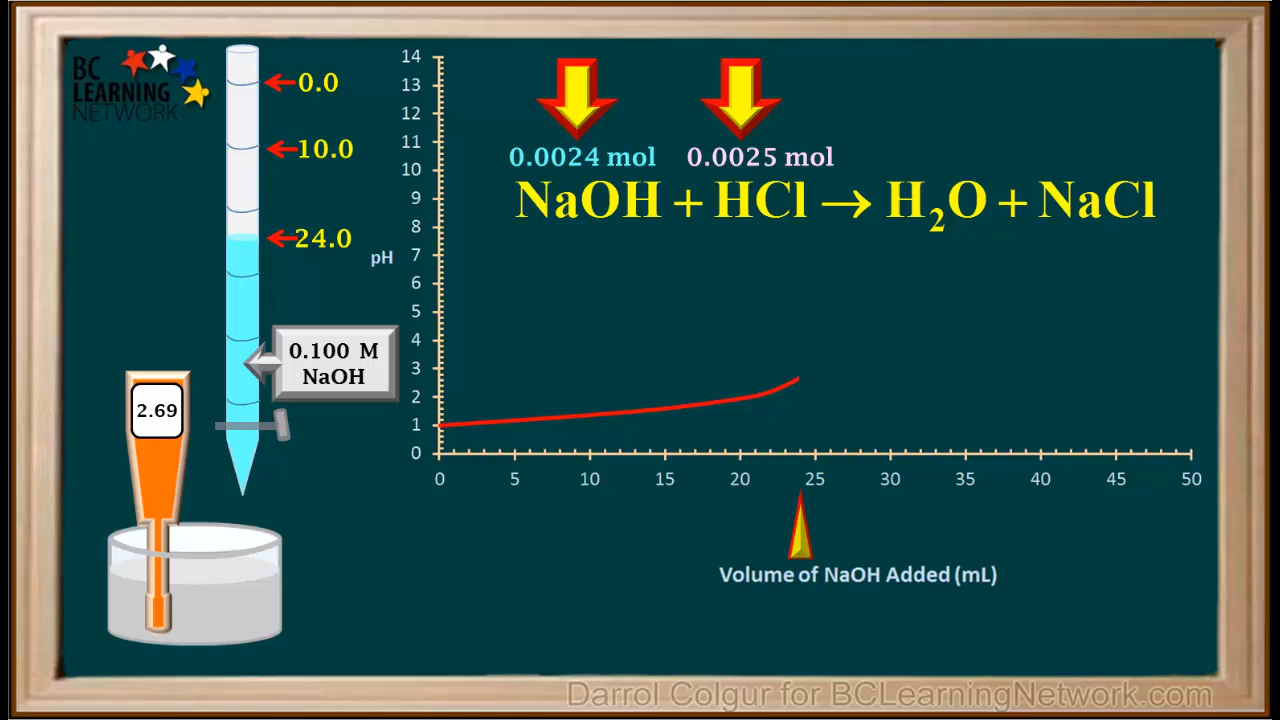 BC
LEARNING
NETWORK
0.0
10.0
24.0
0.100 M
NaOH
2.69
pH
14
13
12
11
10
9
8
7
6
5
4
3
2
1
0
0.0024 mol 0.0025 mol
NaOH + HCl → H₂O + NaCl
0 5 10 15 20 25 30 35 40 45 50
Volume of NaOH Added (mL)
Darrol Colgur for BCLearningNetwork.com